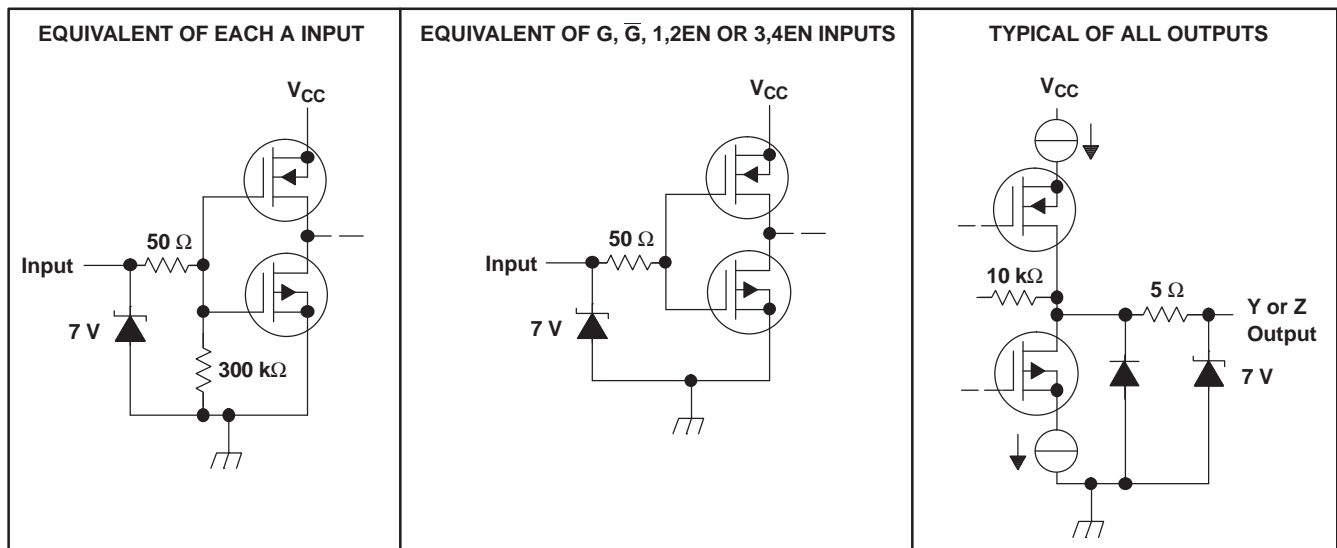 EQUIVALENT OF EACH A INPUT
VCC
50 Ω
Input
7 V
300 kΩ
EQUIVALENT OF G, G̅, 1,2EN OR 3,4EN INPUTS
VCC
50 Ω
Input
7 V
TYPICAL OF ALL OUTPUTS
VCC
10 kΩ
5 Ω
Y or Z
Output
7 V